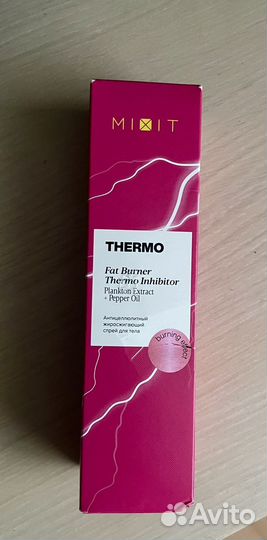 MIXIT
THERMO
Fat Burner
Thermo Inhibitor
Plankton Extract
+ Pepper Oil
Антицеллюлитный
жиросжигающий
спрей для тела
burning effect
Avito